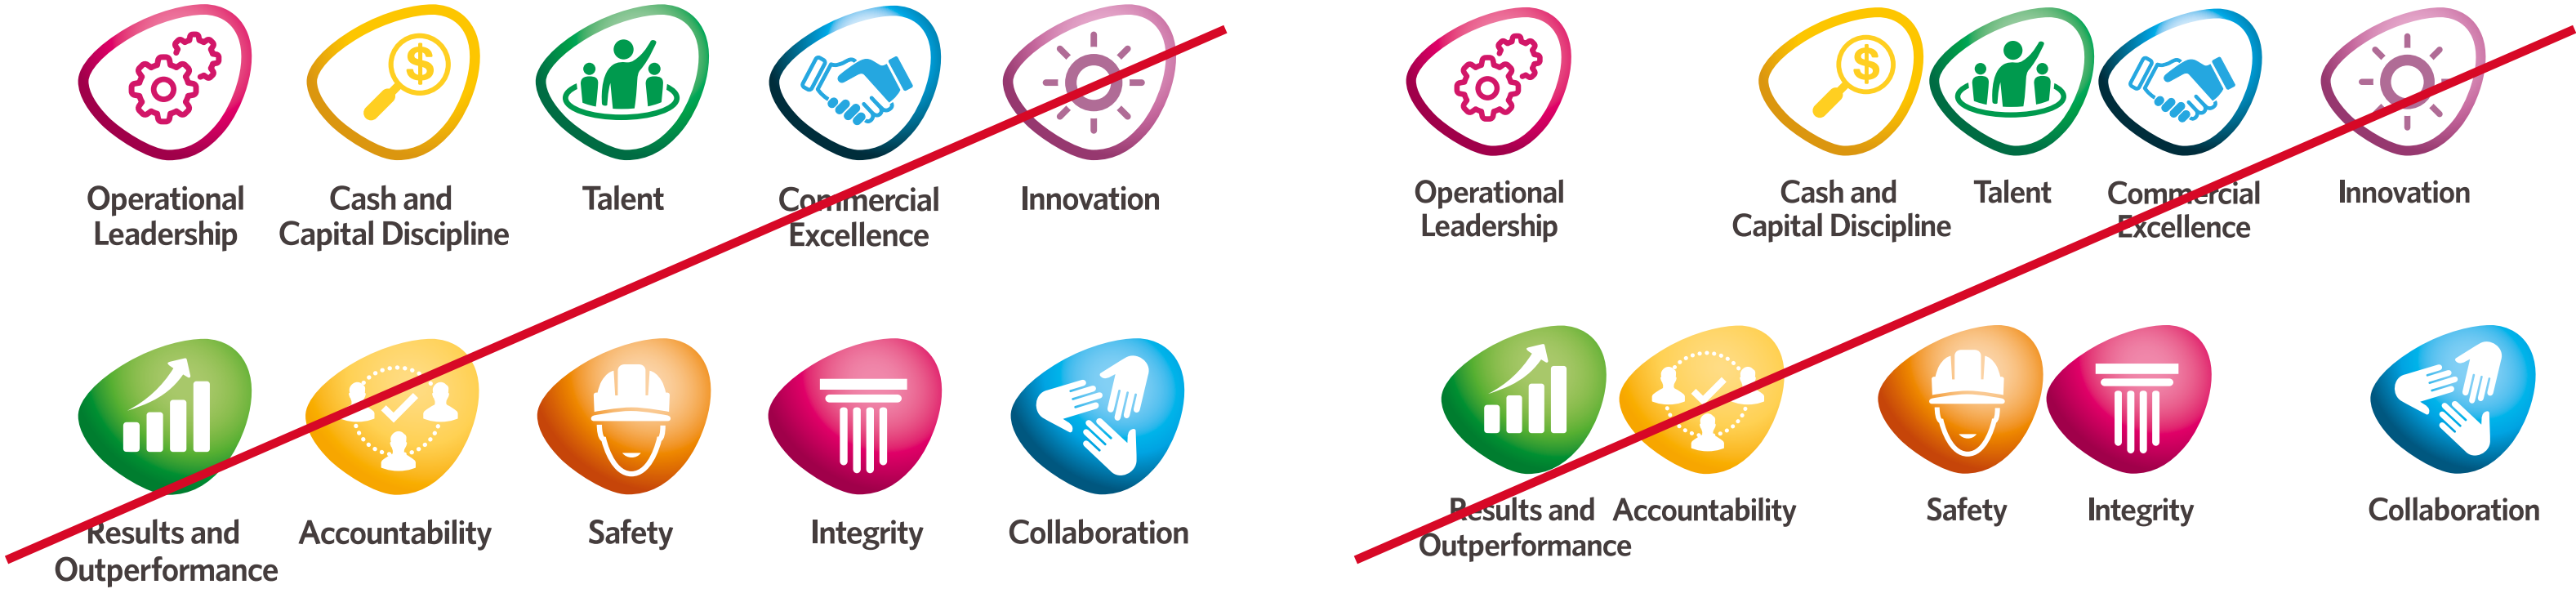 $
$
Operational
Leadership
Cash and
Capital Discipline
Talent
Commercial
Excellence
Innovation
Operational
Leadership
Cash and
Capital Discipline
Talent
Commercial
Excellence
Innovation
Results and
Outperformance
Accountability
Safety
Integrity
Collaboration
Results and
Outperformance
Accountability
Safety
Integrity
Collaboration